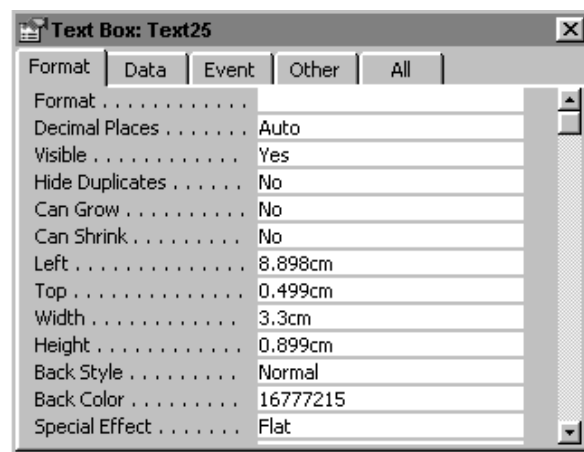 Text Box: Text25
Format Data Event Other All
Format . . . . . . . . . . . .
Decimal Places . . . . . . . Auto
Visible . . . . . . . . . . . . Yes
Hide Duplicates . . . . . . No
Can Grow . . . . . . . . . . No
Can Shrink . . . . . . . . . No
Left . . . . . . . . . . . . . . 8.898cm
Top . . . . . . . . . . . . . . 0.499cm
Width . . . . . . . . . . . . 3.3cm
Height . . . . . . . . . . . . 0.899cm
Back Style . . . . . . . . . Normal
Back Color . . . . . . . . . 16777215
Special Effect . . . . . . . Flat